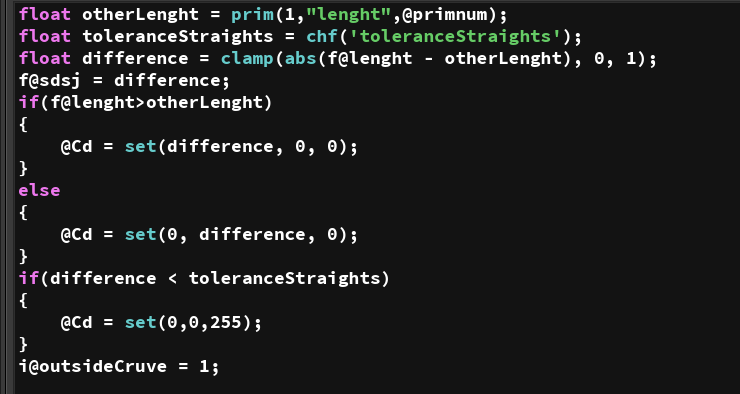 float otherLenght = prim(1,"lenght",@primnum);
float toleranceStraights = chf('toleranceStraights');
float difference = clamp(abs(f@lenght - otherLenght), 0, 1);
f@sdsj = difference;
if(f@lenght>otherLenght)
{
    @Cd = set(difference, 0, 0);
}
else
{
    @Cd = set(0, difference, 0);
}
if(difference < toleranceStraights)
{
    @Cd = set(0,0,255);
}
i@outsideCruve = 1;